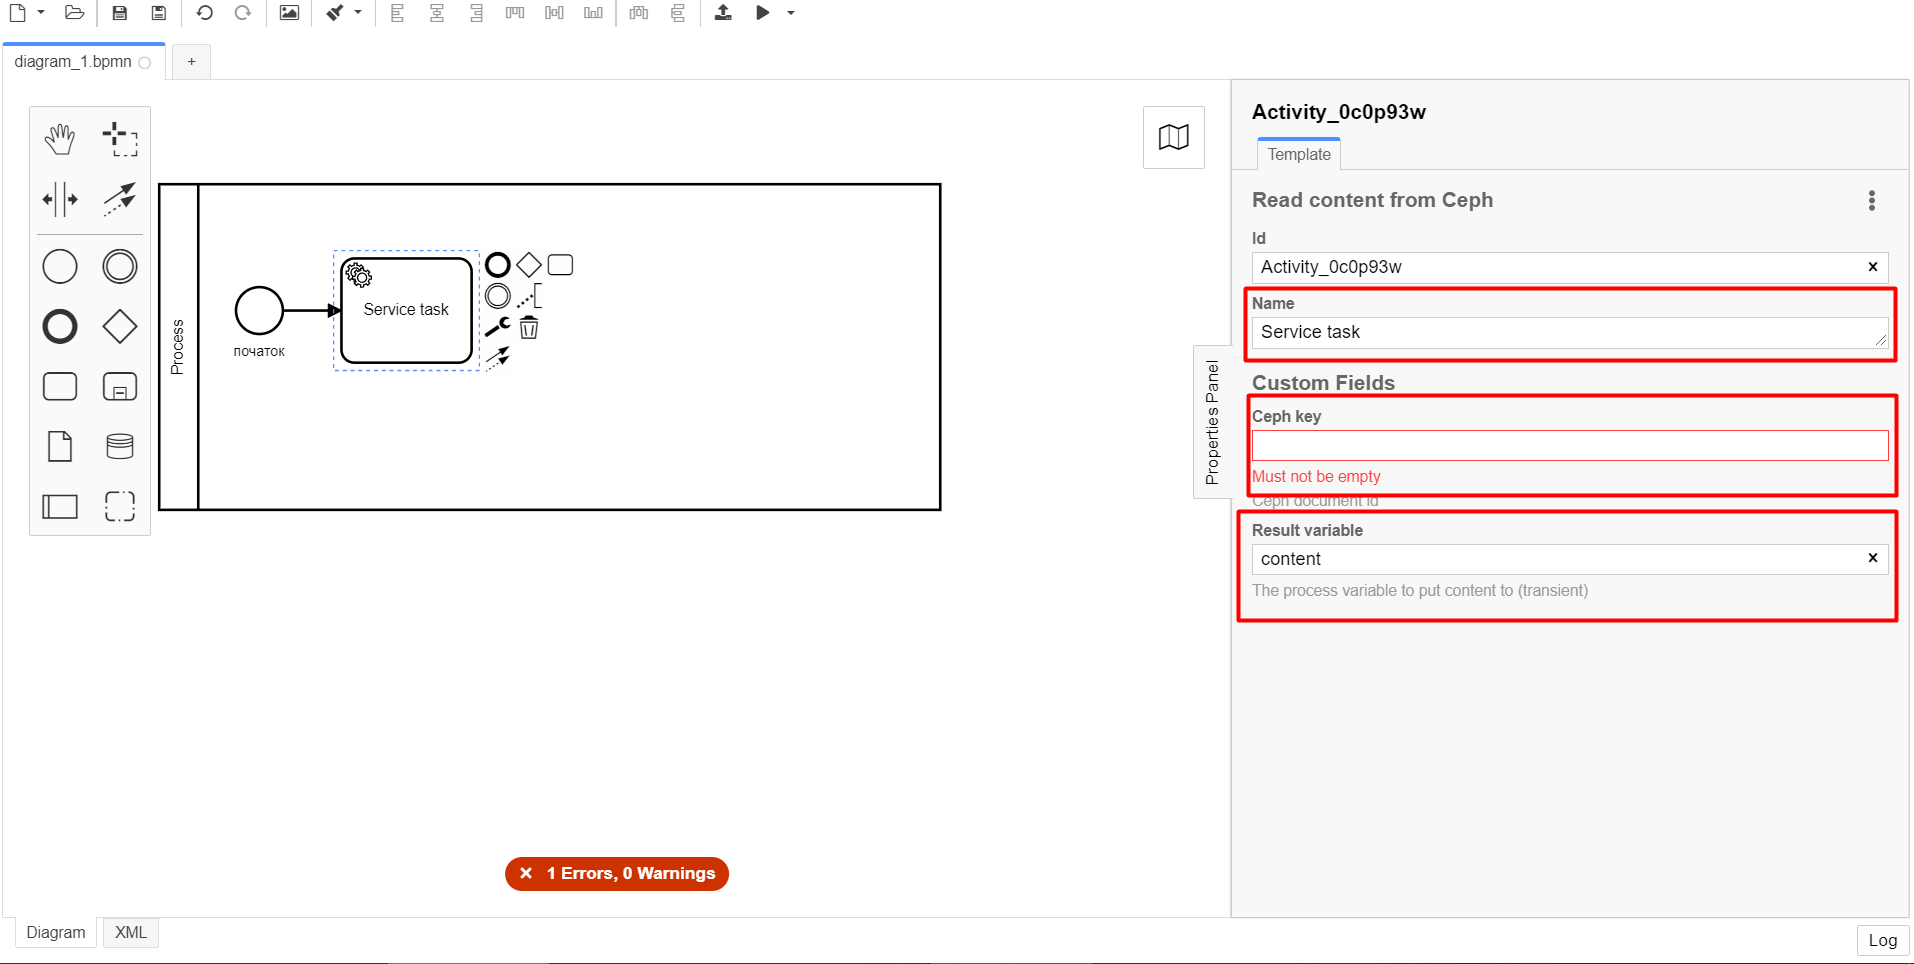 diagram_1.bpmn
+
Activity_0c0p93w
Template
Read content from Ceph
Id
Activity_0c0p93w
Name
Service task
Custom Fields
Ceph key
Must not be empty
Ceph document id
Result variable
content
The process variable to put content to (transient)
Properties Panel
Process
початок
Service task
1 Errors, 0 Warnings
Diagram
XML
Log